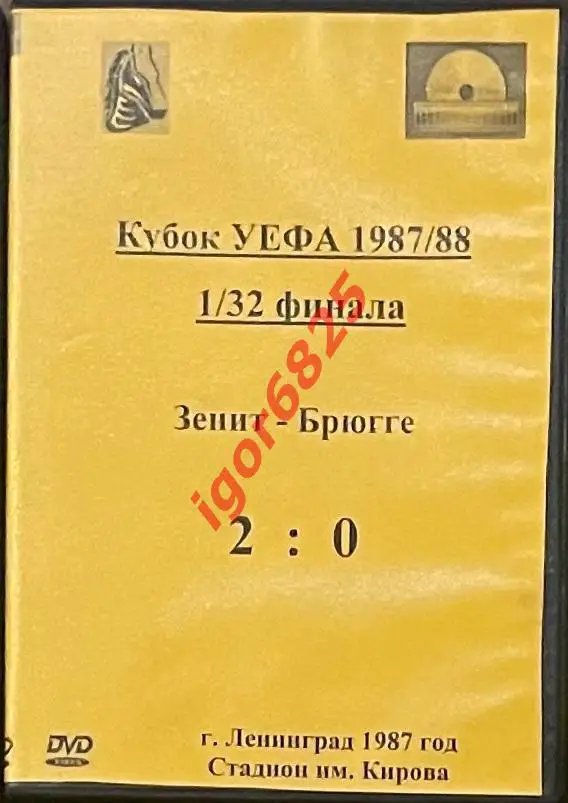 Кубок УЕФА 1987/88
1/32 финала
Зенит - Брюгге
2 : 0
igor6825
DVD
г. Ленинград 1987 год
Стадион им. Кирова